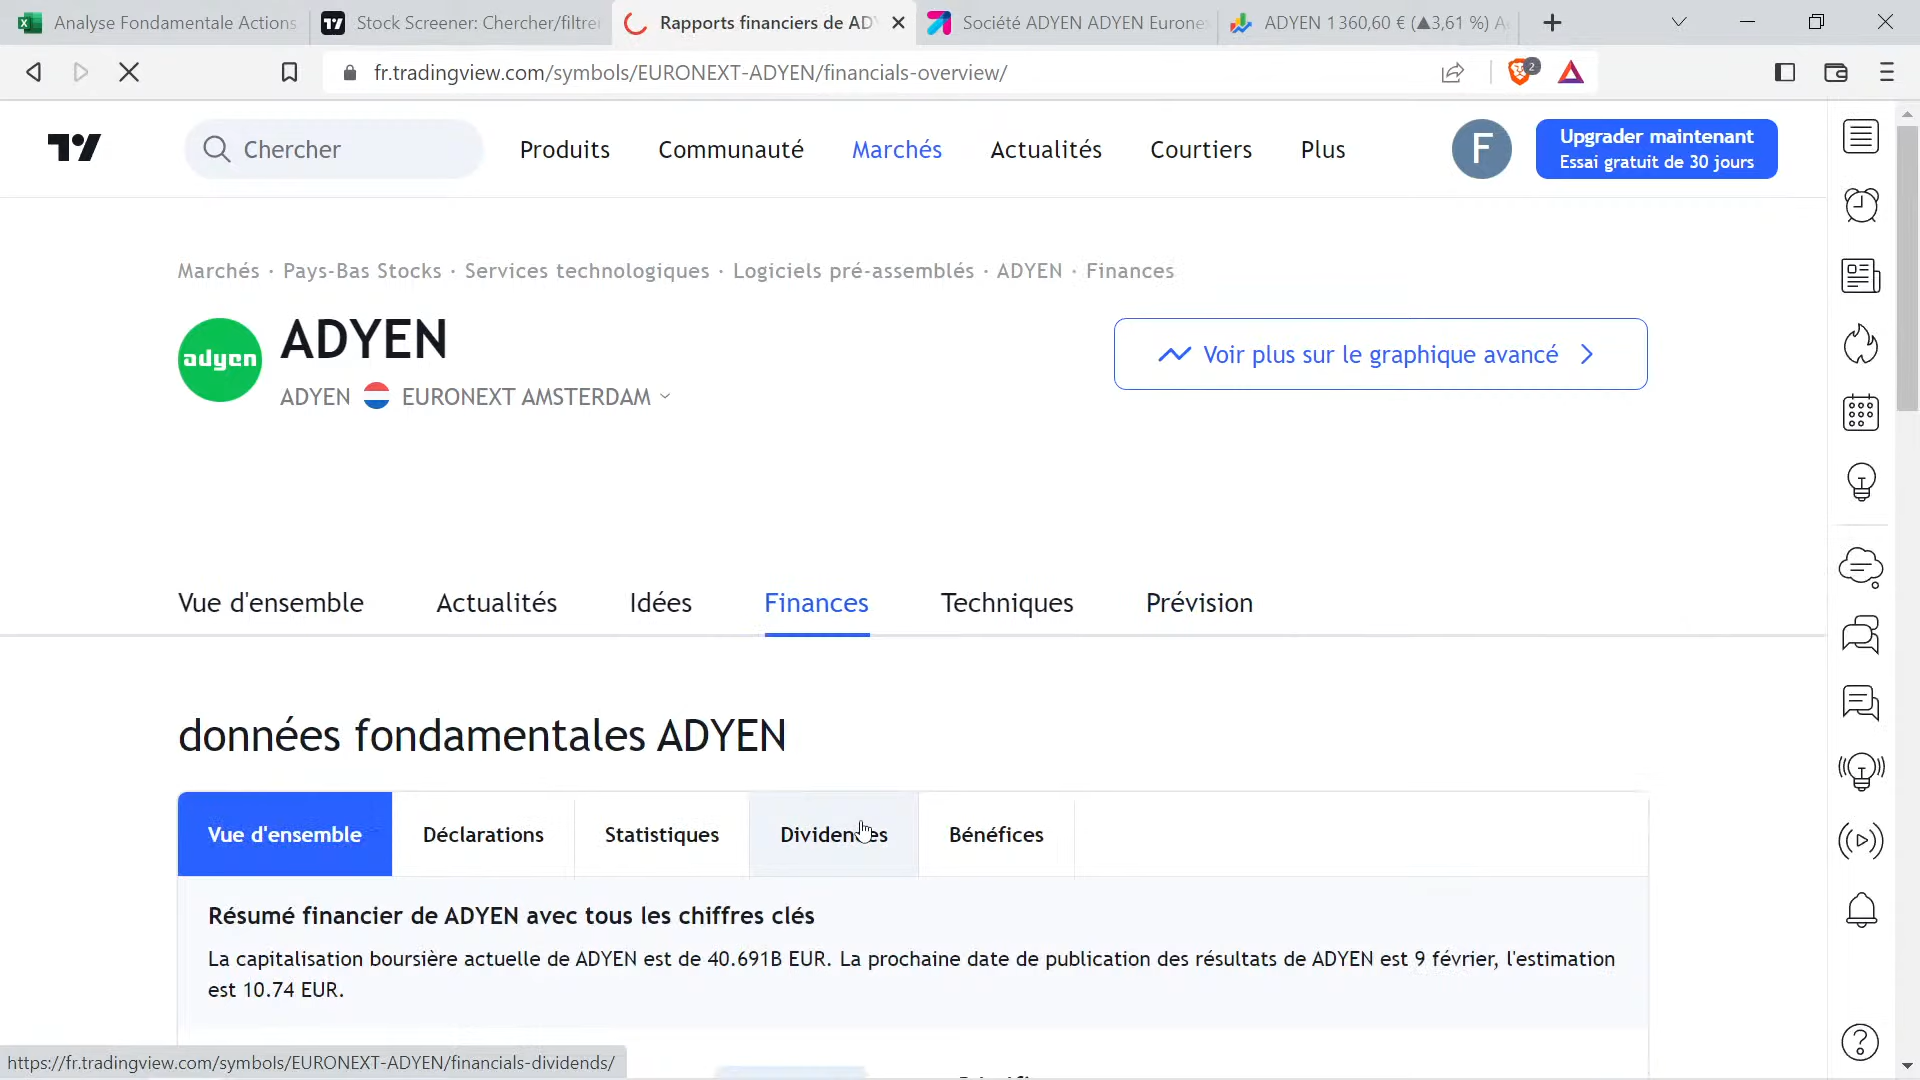 Analyse Fondamentale Actions
Stock Screener: Chercher/filtrer
Rapports financiers de AD
Société ADYEN ADYEN Eurone
ADYEN 1 360,60 € (▲3,61 %) A
fr.tradingview.com/symbols/EURONEXT-ADYEN/financials-overview/
2
Chercher
Produits
Communauté
Marchés
Actualités
Courtiers
Plus
F
Upgrader maintenant
Essai gratuit de 30 jours
Marchés · Pays-Bas Stocks · Services technologiques · Logiciels pré-assemblés · ADYEN · Finances
adyen
ADYEN
ADYEN EURONEXT AMSTERDAM
Voir plus sur le graphique avancé
Vue d'ensemble
Actualités
Idées
Finances
Techniques
Prévision
données fondamentales ADYEN
Vue d'ensemble
Déclarations
Statistiques
Dividendes
Bénéfices
Résumé financier de ADYEN avec tous les chiffres clés
La capitalisation boursière actuelle de ADYEN est de 40.691B EUR. La prochaine date de publication des résultats de ADYEN est 9 février, l'estimation
est 10.74 EUR.
https://fr.tradingview.com/symbols/EURONEXT-ADYEN/financials-dividends/